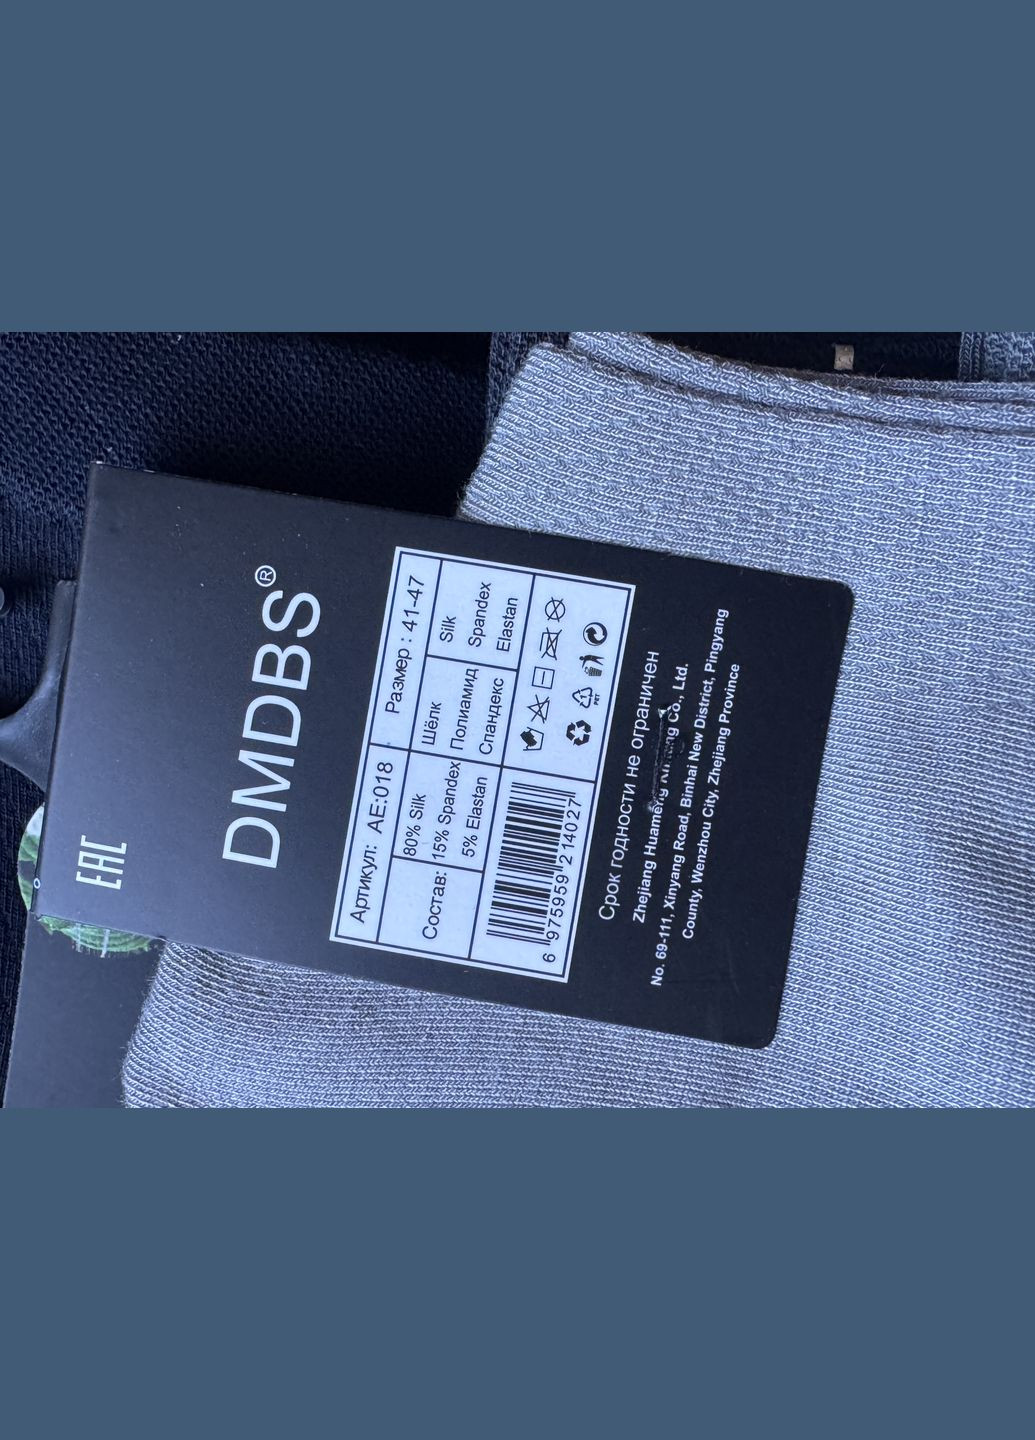 EAC
DMDBS®
Артикул: AE:018
Размер : 41-47
Состав:
80% Silk
15% Spandex
5% Elastan
Шёлк
Полиамид
Спандекс
Silk
Spandex
Elastan
PET
6 975959 214027
Срок годности не ограничен
Zhejiang Huameng Co., Ltd.
No. 69-111, Xinyang Road, Binhai New District, Pingyang
County, Wenzhou City, Zhejiang Province